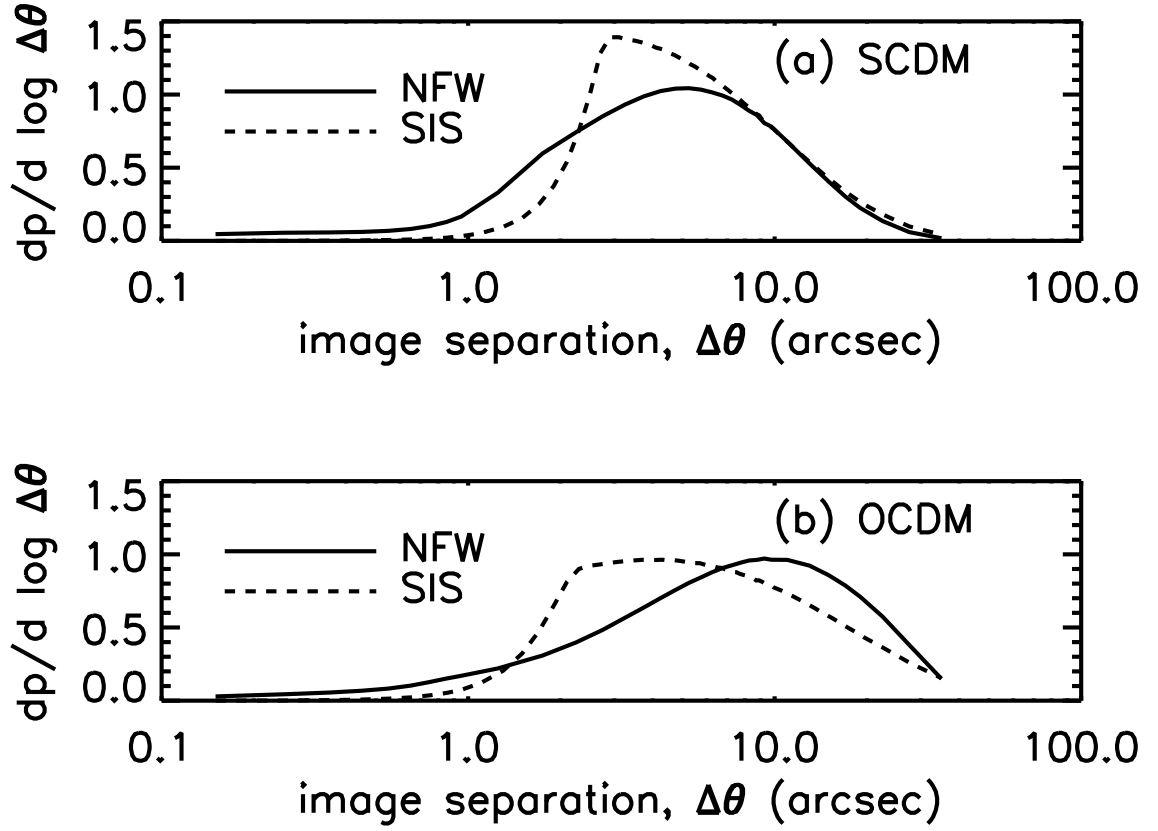 (a) SCDM
NFW
SIS
dp/d log Δθ
1.5
1.0
0.5
0.0
0.1 1.0 10.0 100.0
image separation, Δθ (arcsec)
(b) OCDM
NFW
SIS
dp/d log Δθ
1.5
1.0
0.5
0.0
0.1 1.0 10.0 100.0
image separation, Δθ (arcsec)